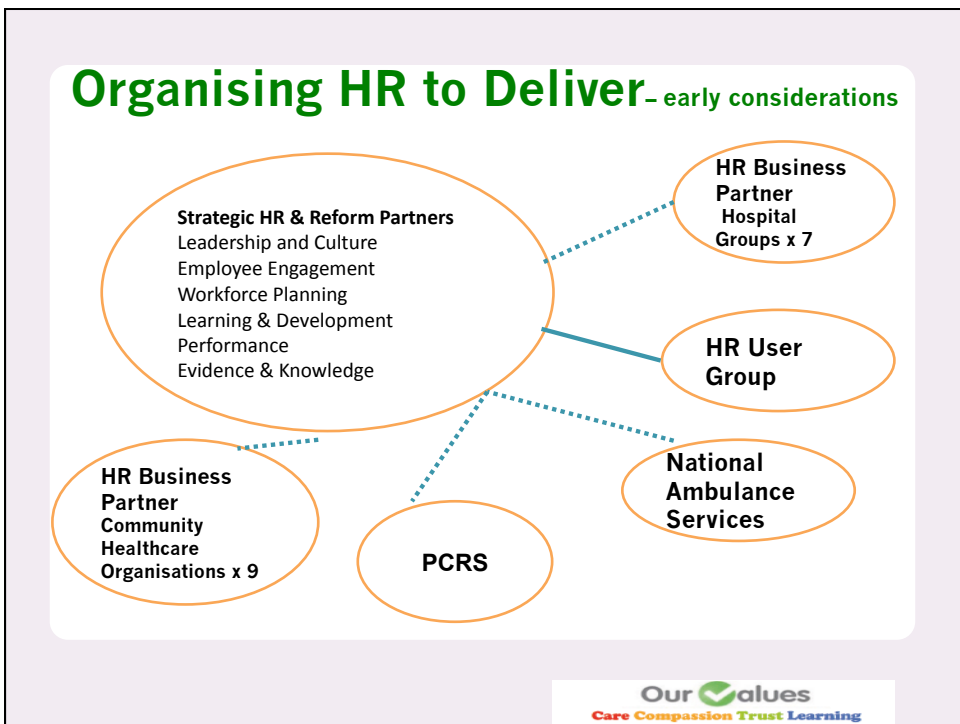 Organising HR to Deliver– early considerations
Strategic HR & Reform Partners
Leadership and Culture
Employee Engagement
Workforce Planning
Learning & Development
Performance
Evidence & Knowledge
HR Business
Partner
Hospital
Groups x 7
HR User
Group
National
Ambulance
Services
PCRS
HR Business
Partner
Community
Healthcare
Organisations x 9
Our Values
Care Compassion Trust Learning